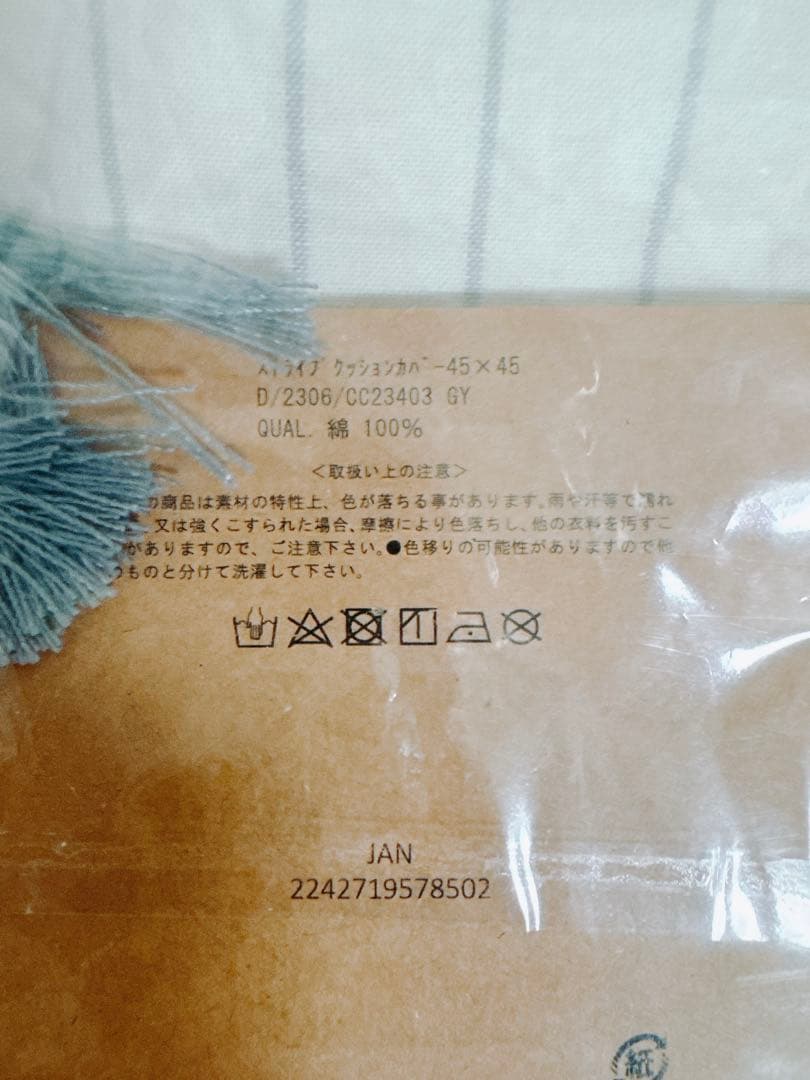 ストライプ クッションカバー45×45
D/2306/CC23403 GY
QUAL. 綿 100%
<取扱い上の注意>
の商品は素材の特性上、色が落ちる事があります。雨や汗等で濡れ
、又は強くこすられた場合、摩擦により色落ちし、他の衣料を汚すこ
がありますので、ご注意下さい。●色移りの可能性がありますので他
のものと分けて洗濯して下さい。
JAN
2242719578502
紙